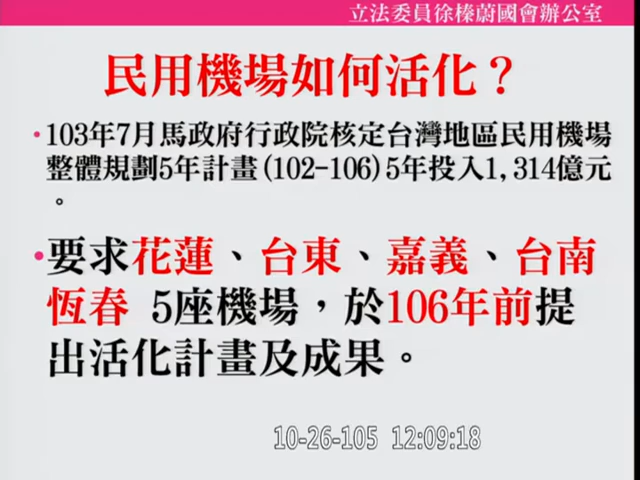 立法委員徐榛蔚國會辦公室
民用機場如何活化？
•103年7月馬政府行政院核定台灣地區民用機場
整體規劃5年計畫(102-106)5年投入1,314億元
。
•要求花蓮、台東、嘉義、台南
恆春 5座機場，於106年前提
出活化計畫及成果。
10-26-105 12:09:18